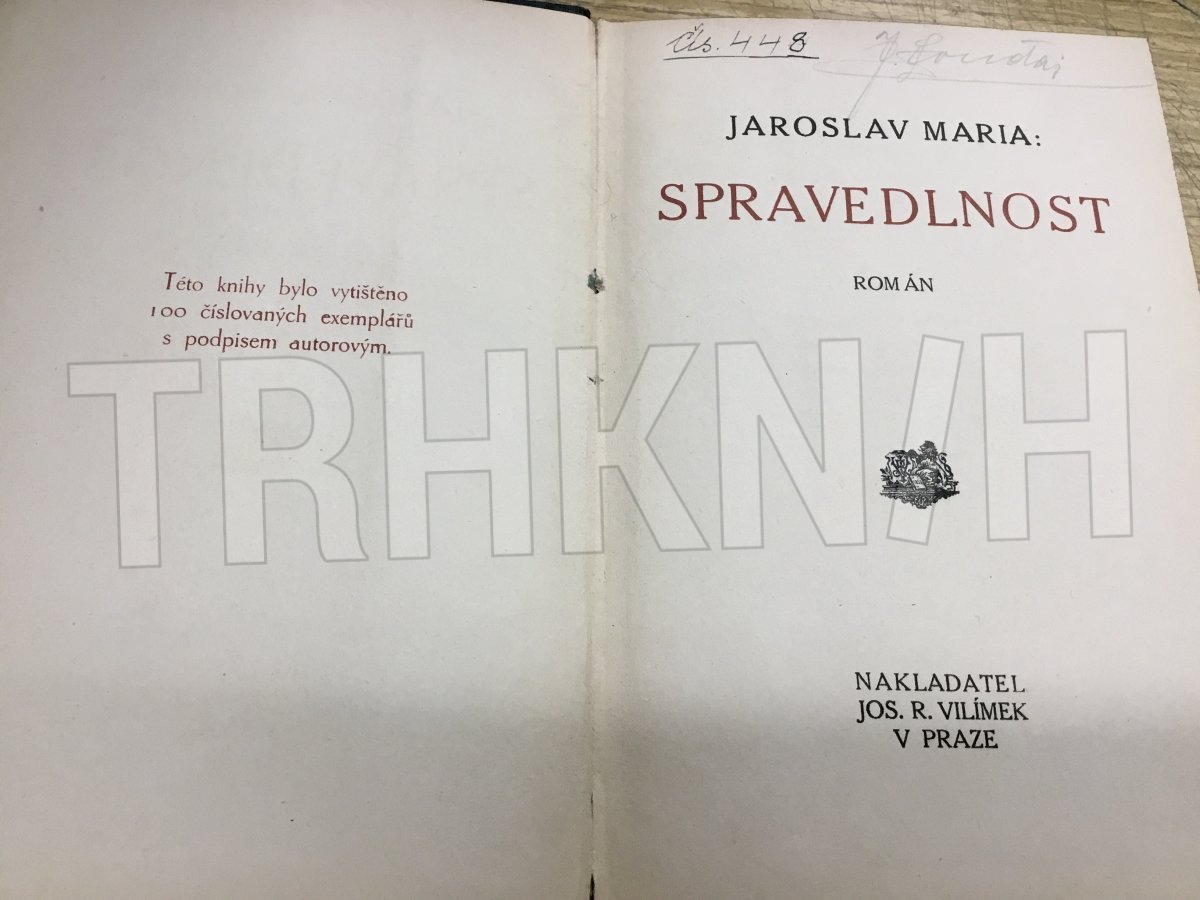 Této knihy bylo vytištěno
100 číslovaných exemplářů
s podpisem autorovým.
čís. 448
JAROSLAV MARIA:
SPRAVEDLNOST
ROMÁN
NAKLADATEL
JOS. R. VILÍMEK
V PRAZE
TRHKNIH